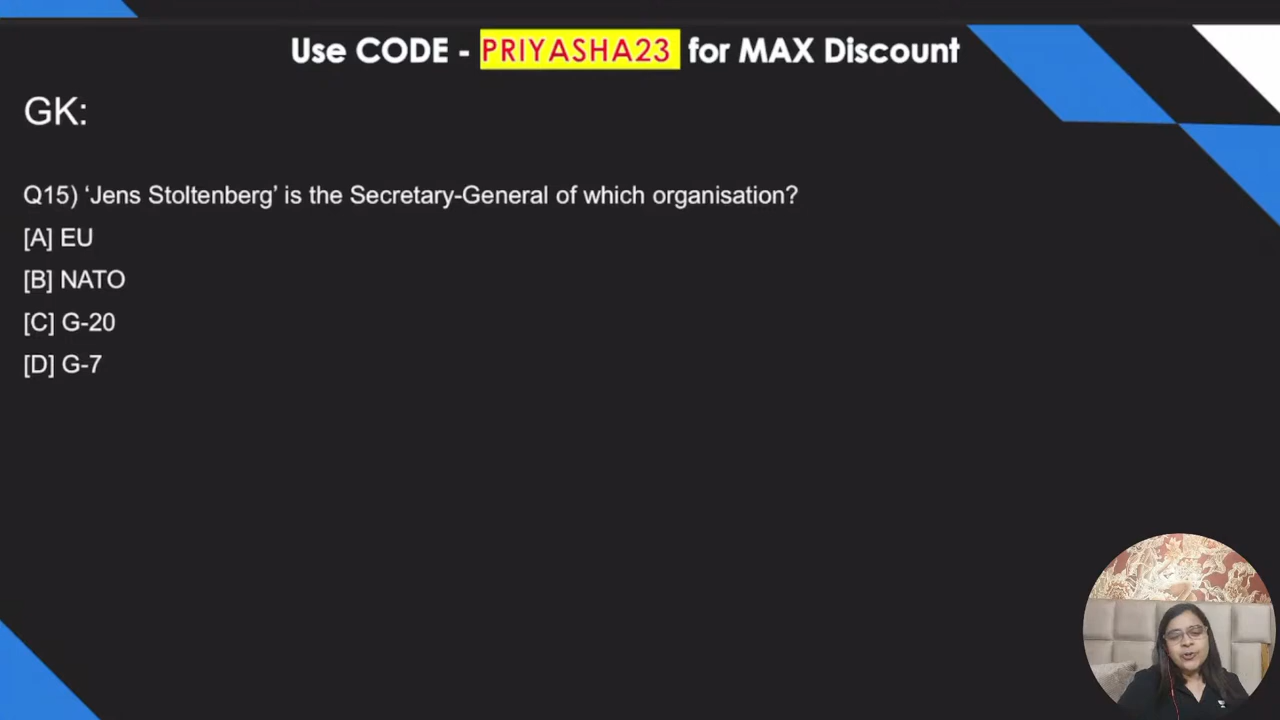 Use CODE - PRIYASHA23 for MAX Discount
GK:
Q15) ‘Jens Stoltenberg’ is the Secretary-General of which organisation?
[A] EU
[B] NATO
[C] G-20
[D] G-7